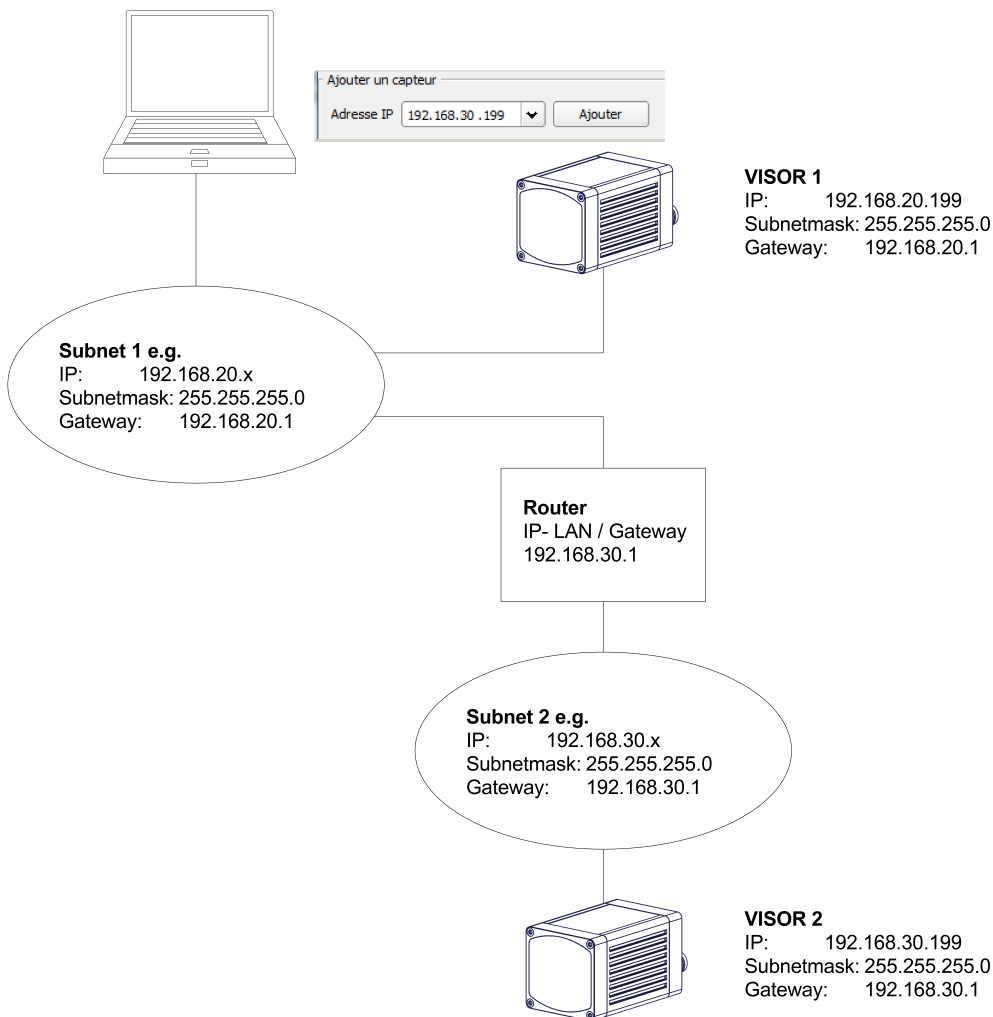 Ajouter un capteur
Adresse IP 192.168.30 .199 Ajouter
VISOR 1
IP: 192.168.20.199
Subnetmask: 255.255.255.0
Gateway: 192.168.20.1
Subnet 1 e.g.
IP: 192.168.20.x
Subnetmask: 255.255.255.0
Gateway: 192.168.20.1
Router
IP- LAN / Gateway
192.168.30.1
Subnet 2 e.g.
IP: 192.168.30.x
Subnetmask: 255.255.255.0
Gateway: 192.168.30.1
VISOR 2
IP: 192.168.30.199
Subnetmask: 255.255.255.0
Gateway: 192.168.30.1